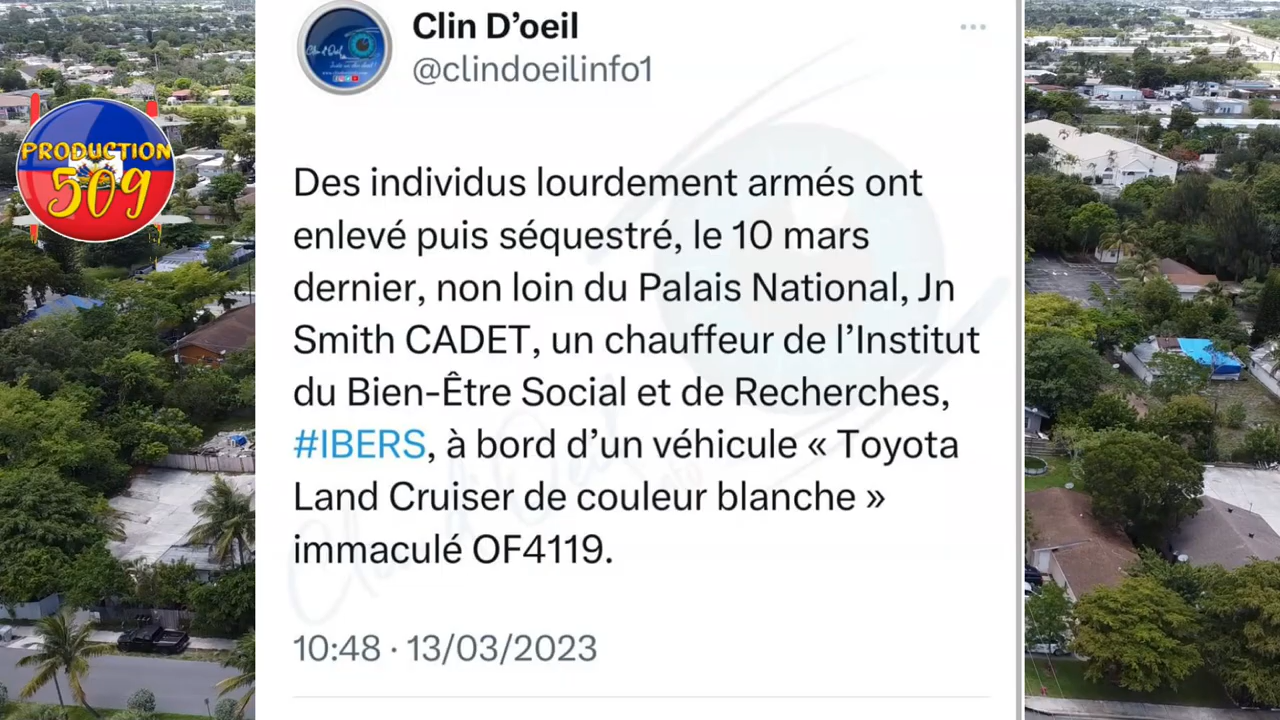 Clin D’oeil
@clindoeilinfo1
PRODUCTION
509
Des individus lourdement armés ont
enlevé puis séquestré, le 10 mars
dernier, non loin du Palais National, Jn
Smith CADET, un chauffeur de l’Institut
du Bien-Être Social et de Recherches,
#IBERS, à bord d’un véhicule « Toyota
Land Cruiser de couleur blanche »
immaculé OF4119.
10:48 · 13/03/2023